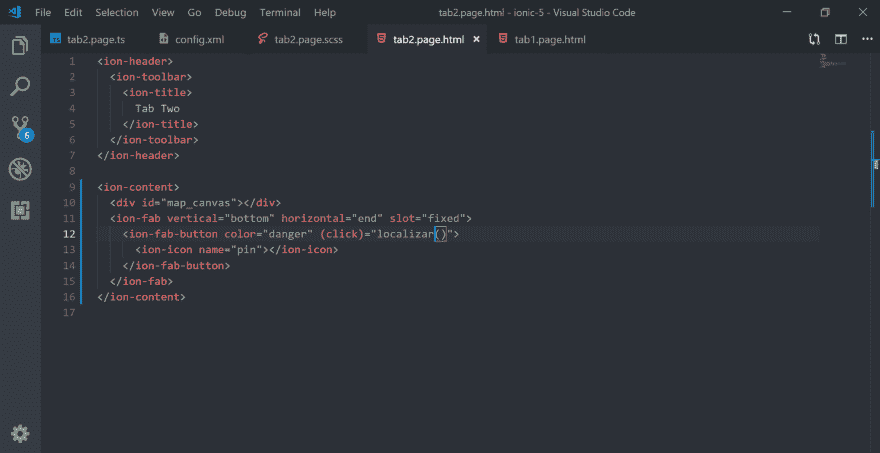 File Edit Selection View Go Debug Terminal Help tab2.page.html - ionic-5 - Visual Studio Code
TS tab2.page.ts config.xml tab2.page.scss tab2.page.html × tab1.page.html
1 <ion-header>
2 <ion-toolbar>
3 <ion-title>
4 Tab Two
5 </ion-title>
6 </ion-toolbar>
7 </ion-header>
8
9 <ion-content>
10 <div id="map_canvas"></div>
11 <ion-fab vertical="bottom" horizontal="end" slot="fixed">
12 <ion-fab-button color="danger" (click)="localizar()">
13 <ion-icon name="pin"></ion-icon>
14 </ion-fab-button>
15 </ion-fab>
16 </ion-content>
17
6